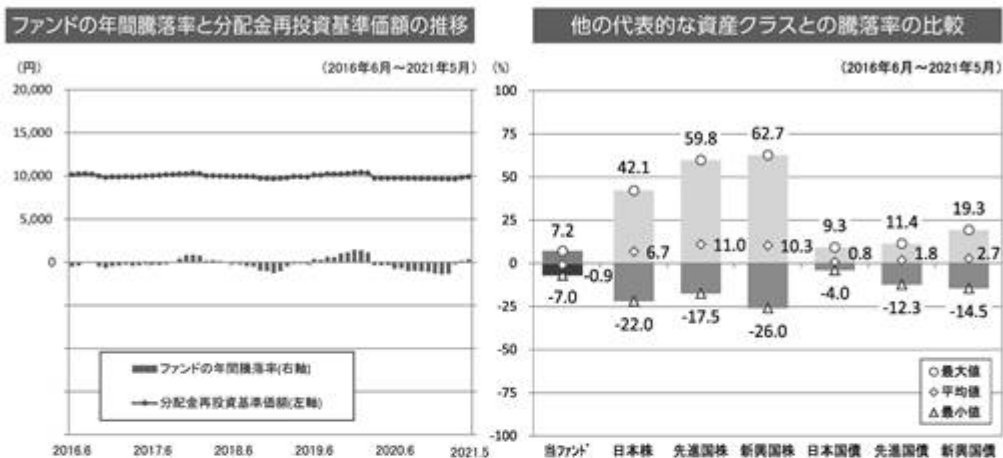 ファンドの年間騰落率と分配金再投資基準価額の推移
(円)
(2016年6月～2021年5月)
20,000
15,000
10,000
5,000
0
ファンドの年間騰落率(右軸)
分配金再投資基準価額(左軸)
2016.6 2017.6 2018.6 2019.6 2020.6 2021.5
他の代表的な資産クラスとの騰落率の比較
(%)
(2016年6月～2021年5月)
100
75
50
25
0
-25
-50
-75
-100
7.2 42.1 59.8 62.7 9.3 11.4 19.3
-0.9 6.7 11.0 10.3 0.8 1.8 2.7
-7.0 -22.0 -17.5 -26.0 -4.0 -12.3 -14.5
最大値
平均値
最小値
当ファンド 日本株 先進国株 新興国株 日本国債 先進国債 新興国債